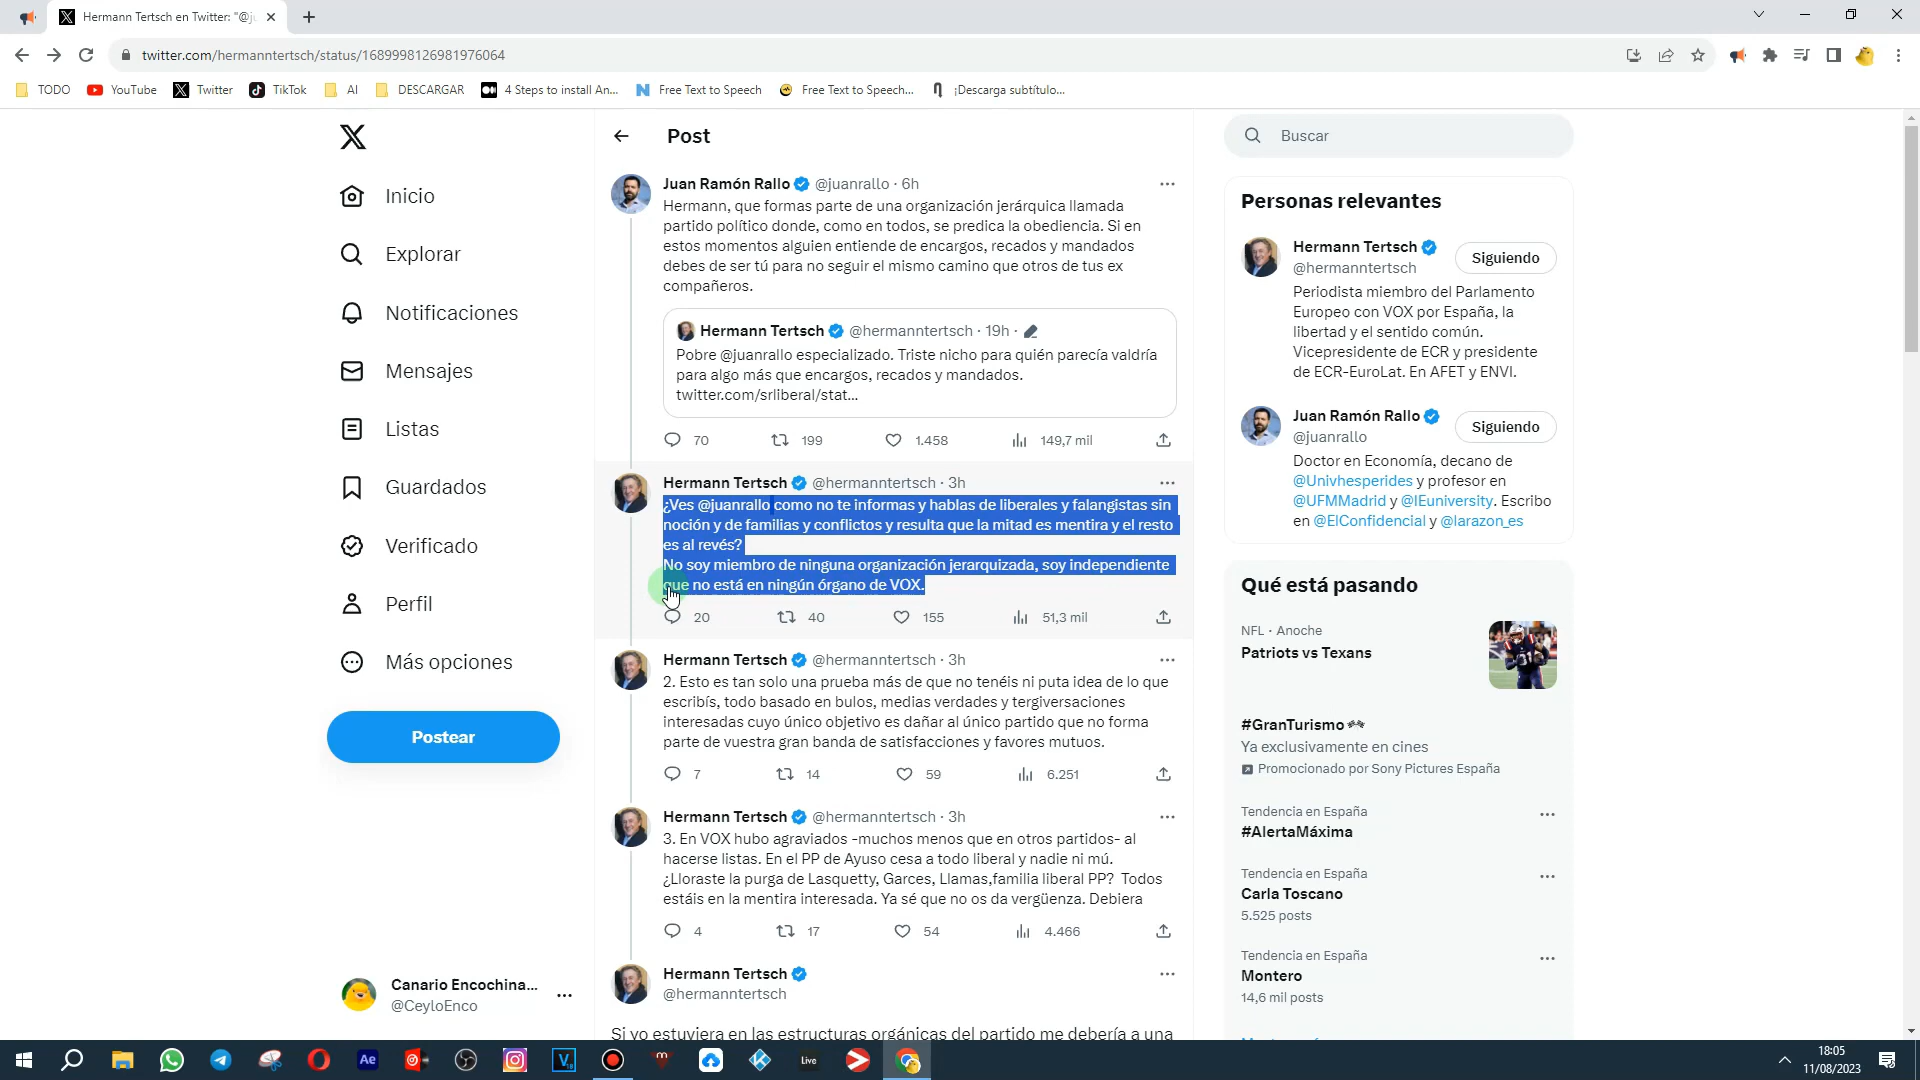 Hermann Tertsch en Twitter: "@ju
twitter.com/hermanntertsch/status/1689998126981976064
TODO
YouTube
Twitter
TikTok
AI
DESCARGAR
4 Steps to install An...
Free Text to Speech
Free Text to Speech...
¡Descarga subtítulo...
Inicio
Explorar
Notificaciones
Mensajes
Listas
Guardados
Verificado
Perfil
Más opciones
Postear
Canario Encochina...
@CeyloEnco
Post
Juan Ramón Rallo @juanrallo · 6h
Hermann, que formas parte de una organización jerárquica llamada
partido político donde, como en todos, se predica la obediencia. Si en
estos momentos alguien entiende de encargos, recados y mandados
debes de ser tú para no seguir el mismo camino que otros de tus ex
compañeros.
Hermann Tertsch @hermanntertsch · 19h ·
Pobre @juanrallo especializado. Triste nicho para quién parecía valdría
para algo más que encargos, recados y mandados.
twitter.com/srliberal/stat...
70 199 1.458 149,7 mil
Hermann Tertsch @hermanntertsch · 3h
¿Ves @juanrallo como no te informas y hablas de liberales y falangistas sin
noción y de familias y conflictos y resulta que la mitad es mentira y el resto
es al revés?
No soy miembro de ninguna organización jerarquizada, soy independiente
que no está en ningún órgano de VOX.
20 40 155 51,3 mil
Hermann Tertsch @hermanntertsch · 3h
2. Esto es tan solo una prueba más de que no tenéis ni puta idea de lo que
escribís, todo basado en bulos, medias verdades y tergiversaciones
interesadas cuyo único objetivo es dañar al único partido que no forma
parte de vuestra gran banda de satisfacciones y favores mutuos.
7 14 59 6.251
Hermann Tertsch @hermanntertsch · 3h
3. En VOX hubo agraviados -muchos menos que en otros partidos- al
hacerse listas. En el PP de Ayuso cesa a todo liberal y nadie ni mú.
¿Lloraste la purga de Lasquetty, Garces, Llamas,familia liberal PP? Todos
estáis en la mentira interesada. Ya sé que no os da vergüenza. Debiera
4 17 54 4.466
Hermann Tertsch
@hermanntertsch
Si yo estuviera en las estructuras orgánicas del partido me debería a una
Buscar
Personas relevantes
Hermann Tertsch
@hermanntertsch
Siguiendo
Periodista miembro del Parlamento
Europeo con VOX por España, la
libertad y el sentido común.
Vicepresidente de ECR y presidente
de ECR-EuroLat. En AFET y ENVI.
Juan Ramón Rallo
@juanrallo
Siguiendo
Doctor en Economía, decano de
@Univhesperides y profesor en
@UFMMadrid y @IEuniversity. Escribo
en @ElConfidencial y @larazon_es
Qué está pasando
NFL · Anoche
Patriots vs Texans
#GranTurismo
Ya exclusivamente en cines
Promocionado por Sony Pictures España
Tendencia en España
#AlertaMáxima
Tendencia en España
Carla Toscano
5.525 posts
Tendencia en España
Montero
14,6 mil posts
Ae
Live
18:05
11/08/2023